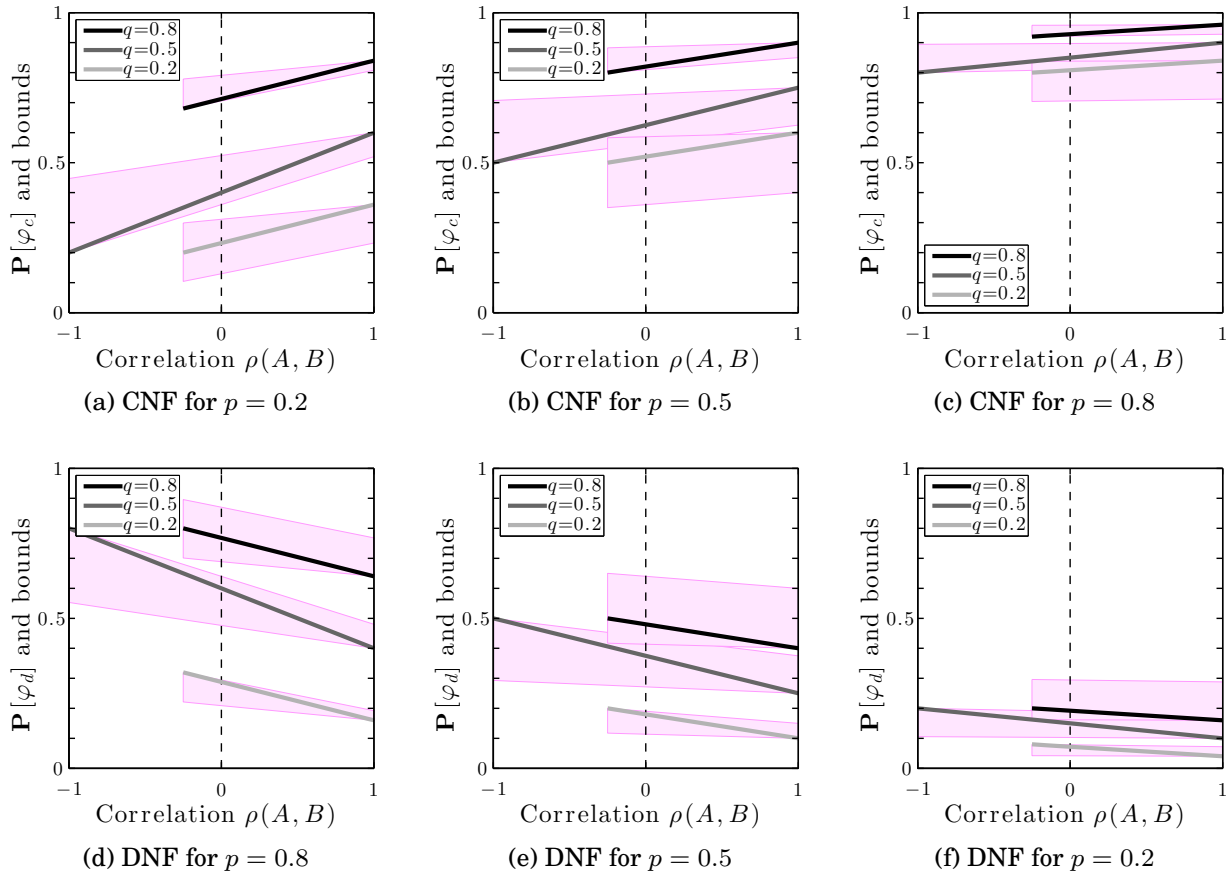 1
q=0.8
q=0.5
q=0.2
P[φ_c] and bounds
0.5
0
−1
0
1
Correlation ρ(A, B)
(a) CNF for p = 0.2
1
q=0.8
q=0.5
q=0.2
P[φ_c] and bounds
0.5
0
−1
0
1
Correlation ρ(A, B)
(b) CNF for p = 0.5
1
P[φ_c] and bounds
0.5
q=0.8
q=0.5
q=0.2
0
−1
0
1
Correlation ρ(A, B)
(c) CNF for p = 0.8
1
q=0.8
q=0.5
q=0.2
P[φ_d] and bounds
0.5
0
−1
0
1
Correlation ρ(A, B)
(d) DNF for p = 0.8
1
q=0.8
q=0.5
q=0.2
P[φ_d] and bounds
0.5
0
−1
0
1
Correlation ρ(A, B)
(e) DNF for p = 0.5
1
q=0.8
q=0.5
q=0.2
P[φ_d] and bounds
0.5
0
−1
0
1
Correlation ρ(A, B)
(f) DNF for p = 0.2